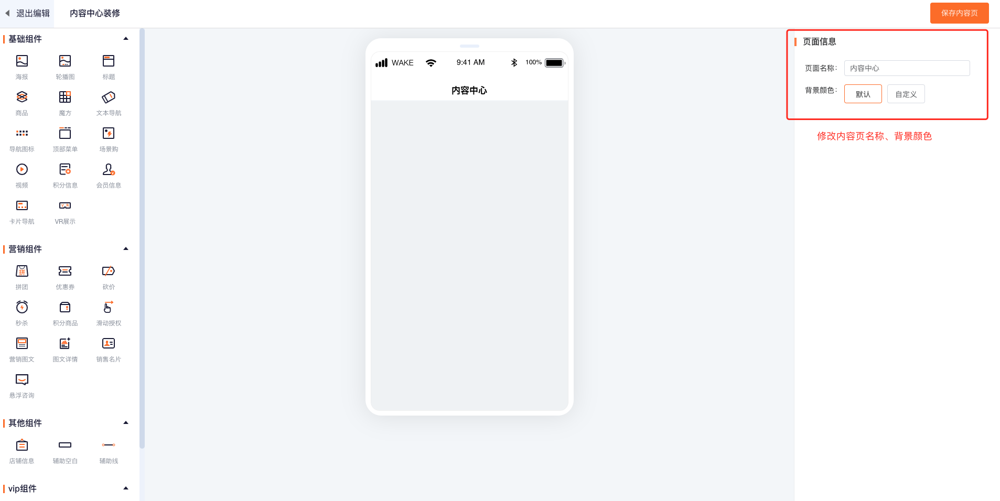 退出编辑
内容中心装修
保存内容页
基础组件
海报 轮播图 标题
商品 魔方 文本导航
导航图标 顶部菜单 场景购
视频 积分信息 会员信息
卡片导航 VR展示
营销组件
拼
拼团 优惠券 砍价
秒杀 积分商品 滑动授权
营销图文 图文详情 销售名片
悬浮咨询
其他组件
店铺信息 辅助空白 辅助线
vip组件
WAKE 9:41 AM 100%
内容中心
页面信息
页面名称: 内容中心
背景颜色: 默认 自定义
修改内容页名称、背景颜色